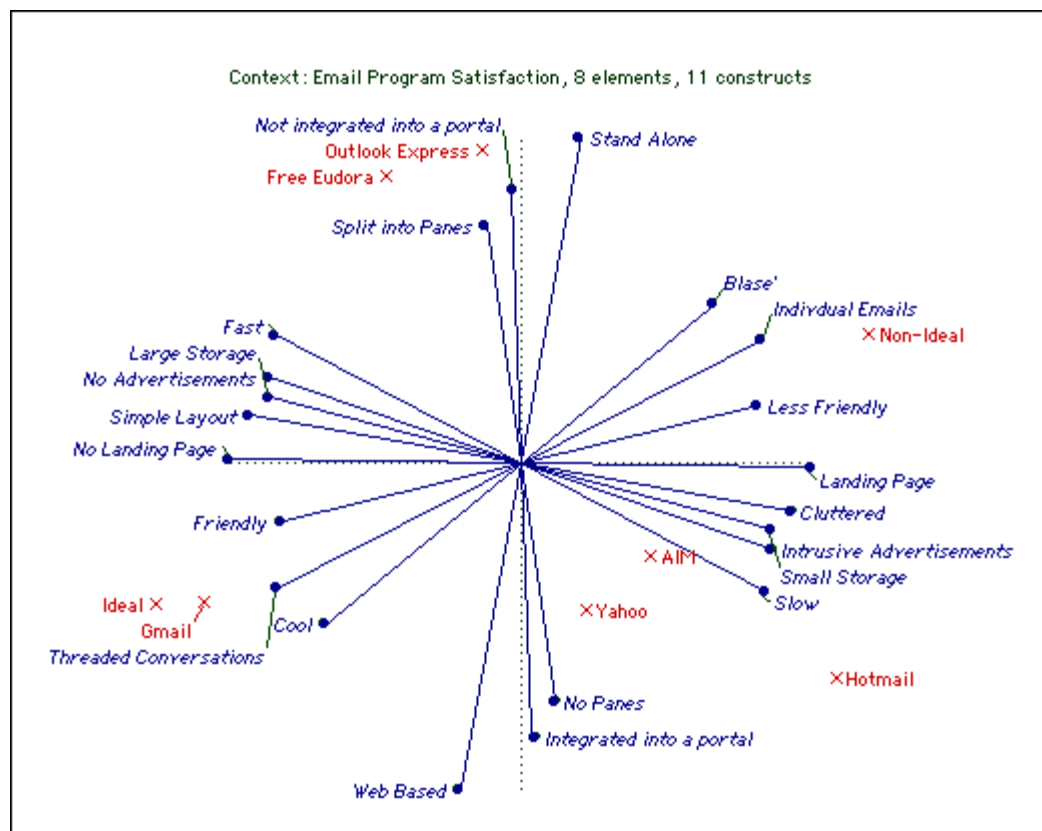 Context: Email Program Satisfaction, 8 elements, 11 constructs
Not integrated into a portal
Stand Alone
Outlook Express
Free Eudora
Split into Panes
Blase'
Indivdual Emails
Fast
Non-Ideal
Large Storage
No Advertisements
Less Friendly
Simple Layout
No Landing Page
Landing Page
Cluttered
Friendly
Intrusive Advertisements
AIM
Small Storage
Slow
Ideal
Yahoo
Gmail
Cool
Threaded Conversations
Hotmail
No Panes
Integrated into a portal
Web Based